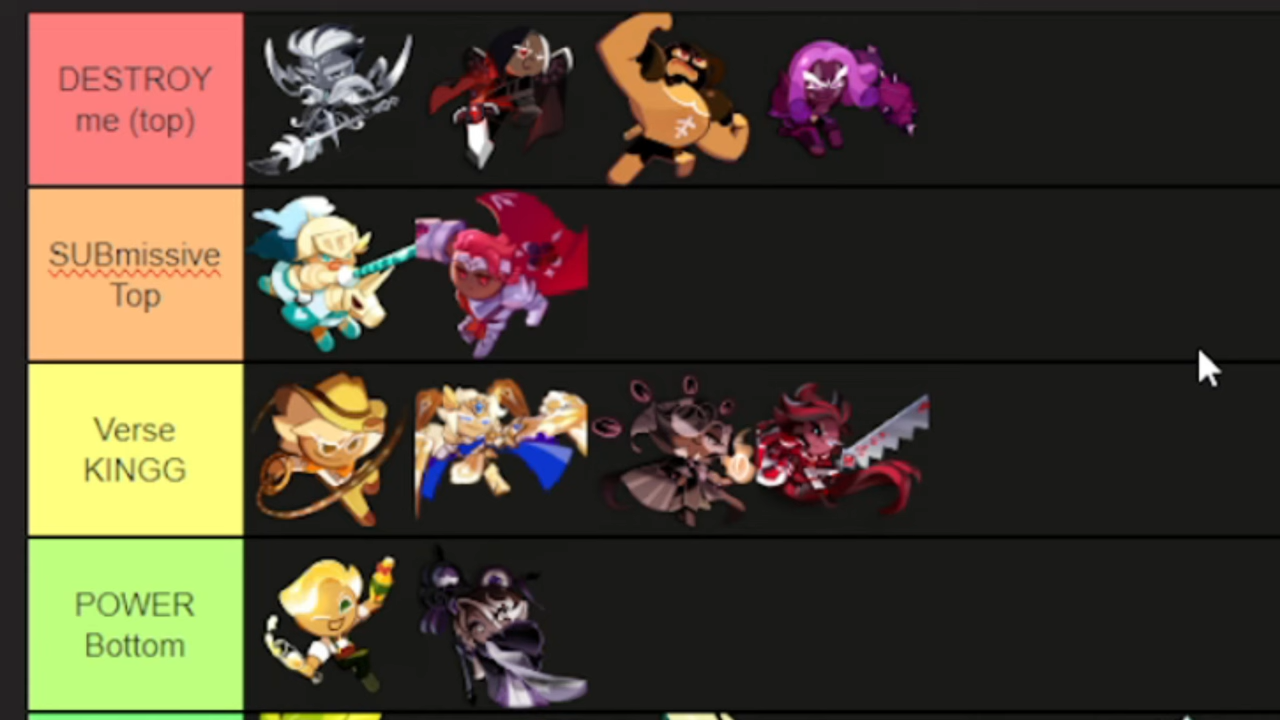 DESTROY
me (top)
SUBmissive
Top
Verse
KINGG
POWER
Bottom